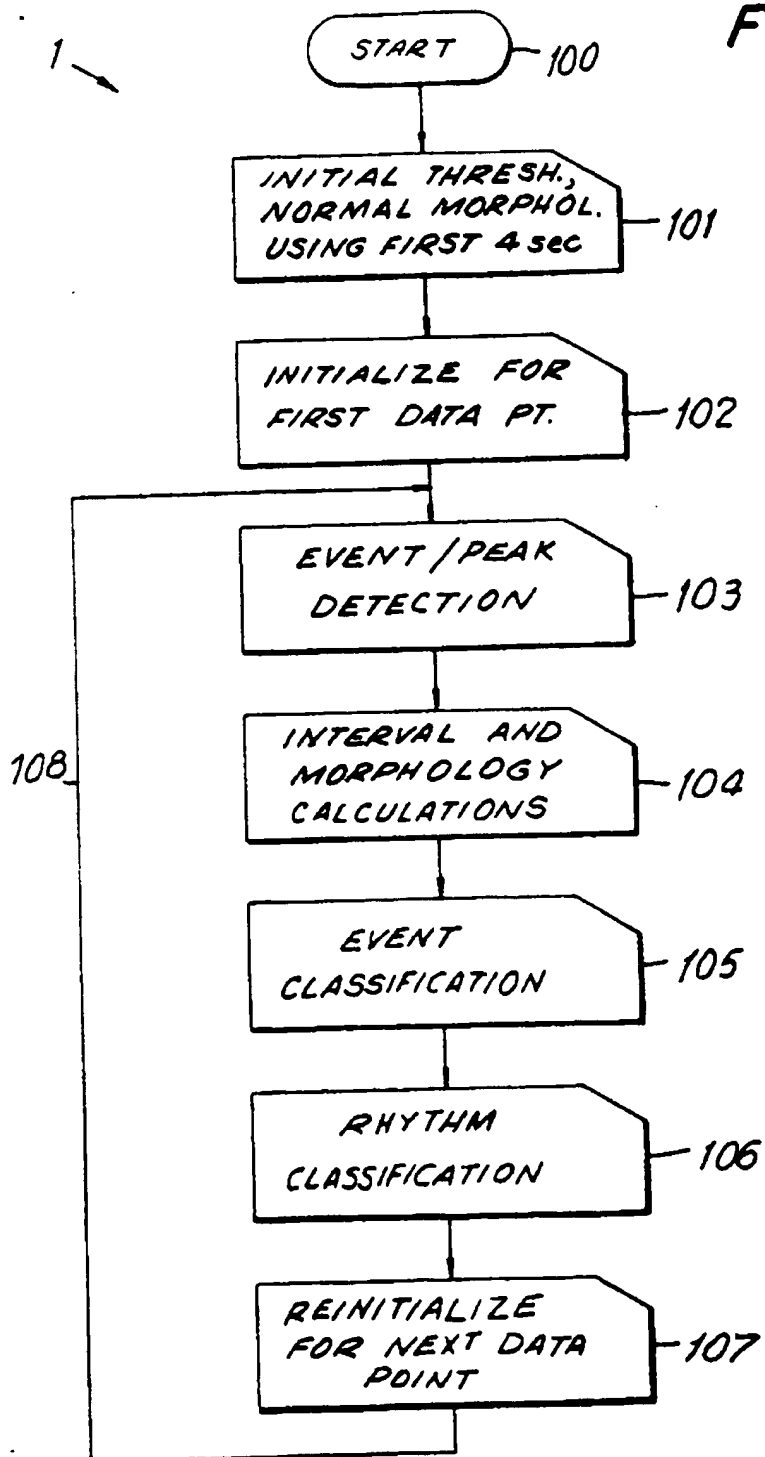 F
1
START 100
INITIAL THRESH.,
NORMAL MORPHOL.
USING FIRST 4 sec
101
INITIALIZE FOR
FIRST DATA PT.
102
EVENT/PEAK
DETECTION
103
INTERVAL AND
MORPHOLOGY
CALCULATIONS
104
108
EVENT
CLASSIFICATION
105
RHYTHM
CLASSIFICATION
106
REINITIALIZE
FOR NEXT DATA
POINT
107